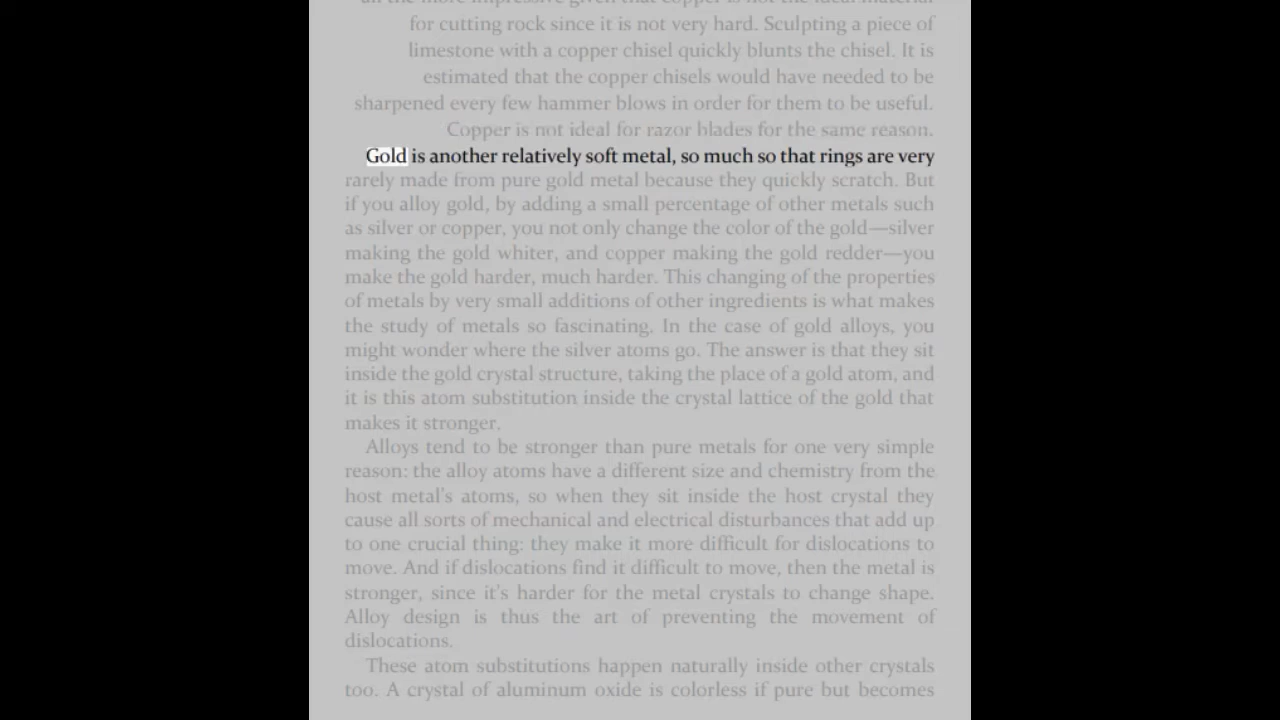 for cutting rock since it is not very hard. Sculpting a piece of
limestone with a copper chisel quickly blunts the chisel. It is
estimated that the copper chisels would have needed to be
sharpened every few hammer blows in order for them to be useful.
Copper is not ideal for razor blades for the same reason.
Gold is another relatively soft metal, so much so that rings are very
rarely made from pure gold metal because they quickly scratch. But
if you alloy gold, by adding a small percentage of other metals such
as silver or copper, you not only change the color of the gold—silver
making the gold whiter, and copper making the gold redder—you
make the gold harder, much harder. This changing of the properties
of metals by very small additions of other ingredients is what makes
the study of metals so fascinating. In the case of gold alloys, you
might wonder where the silver atoms go. The answer is that they sit
inside the gold crystal structure, taking the place of a gold atom, and
it is this atom substitution inside the crystal lattice of the gold that
makes it stronger.
Alloys tend to be stronger than pure metals for one very simple
reason: the alloy atoms have a different size and chemistry from the
host metal's atoms, so when they sit inside the host crystal they
cause all sorts of mechanical and electrical disturbances that add up
to one crucial thing: they make it more difficult for dislocations to
move. And if dislocations find it difficult to move, then the metal is
stronger, since it's harder for the metal crystals to change shape.
Alloy design is thus the art of preventing the movement of
dislocations.
These atom substitutions happen naturally inside other crystals
too. A crystal of aluminum oxide is colorless if pure but becomes